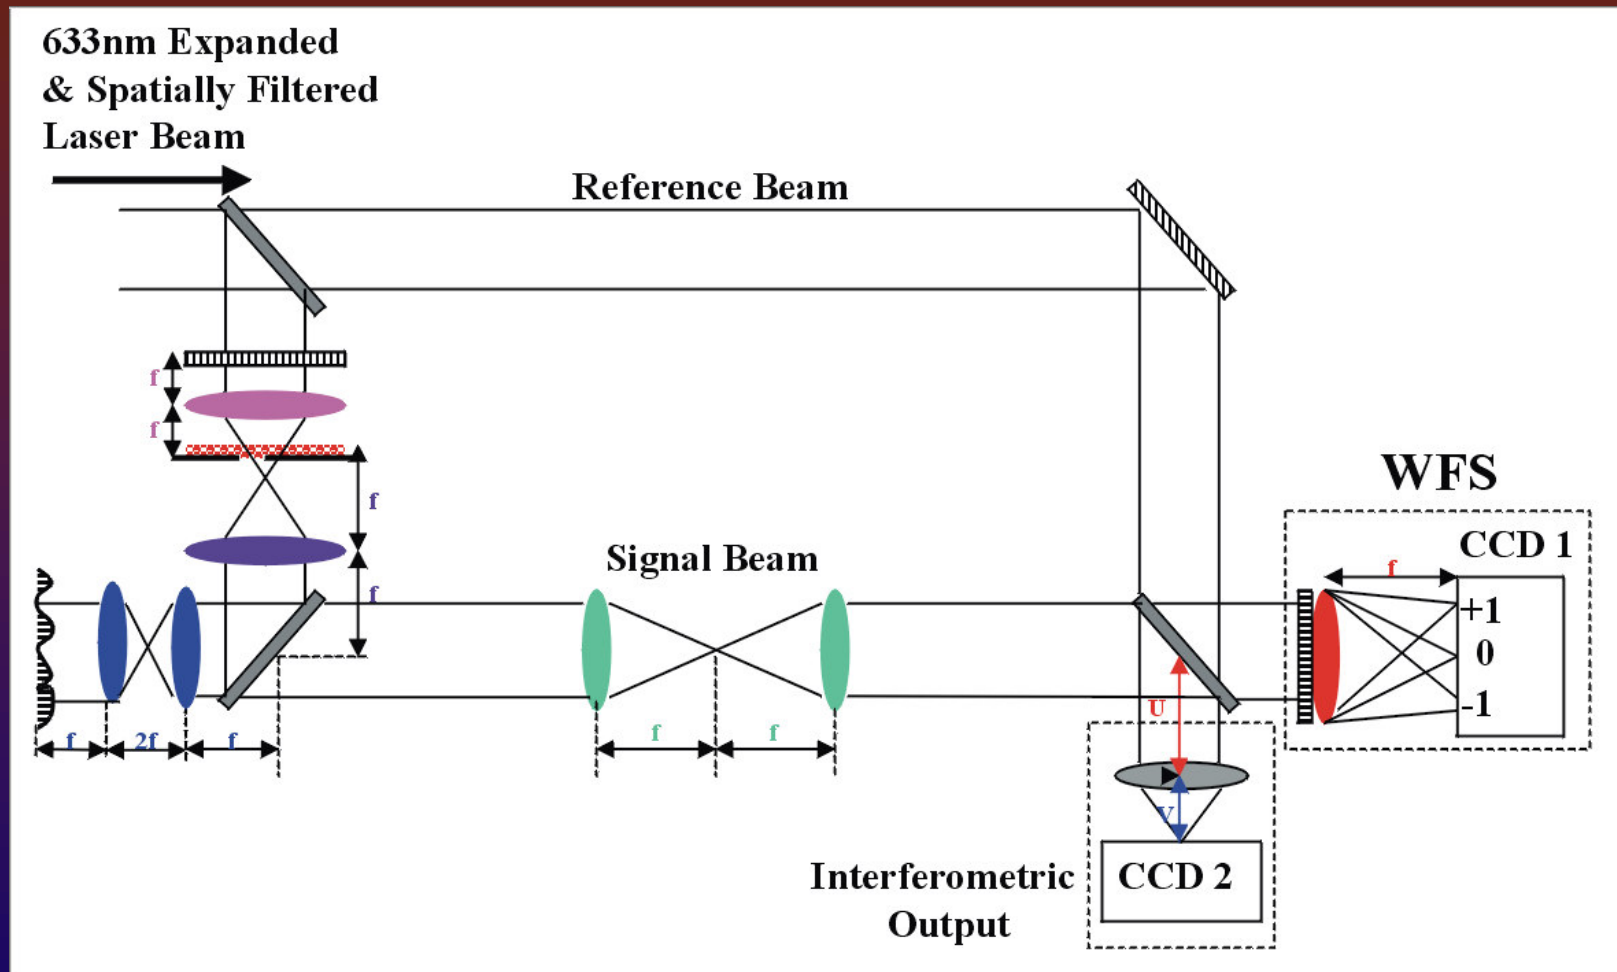 633nm Expanded
& Spatially Filtered
Laser Beam
Reference Beam
f
f
f
f
WFS
CCD 1
f
+1
0
-1
Signal Beam
f
2f
f
f
f
U
V
CCD 2
Interferometric
Output